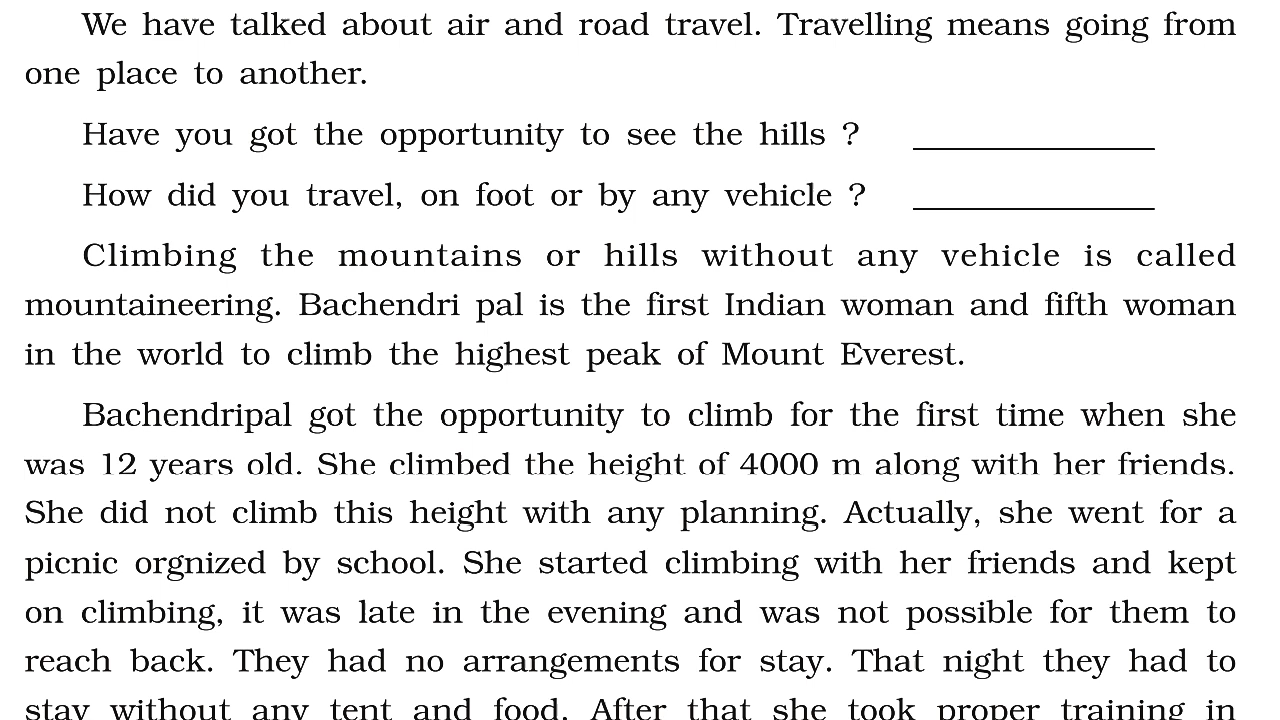 We have talked about air and road travel. Travelling means going from
one place to another.
Have you got the opportunity to see the hills ?
How did you travel, on foot or by any vehicle ?
Climbing the mountains or hills without any vehicle is called
mountaineering. Bachendri pal is the first Indian woman and fifth woman
in the world to climb the highest peak of Mount Everest.
Bachendripal got the opportunity to climb for the first time when she
was 12 years old. She climbed the height of 4000 m along with her friends.
She did not climb this height with any planning. Actually, she went for a
picnic orgnized by school. She started climbing with her friends and kept
on climbing, it was late in the evening and was not possible for them to
reach back. They had no arrangements for stay. That night they had to
stay without any tent and food. After that she took proper training in